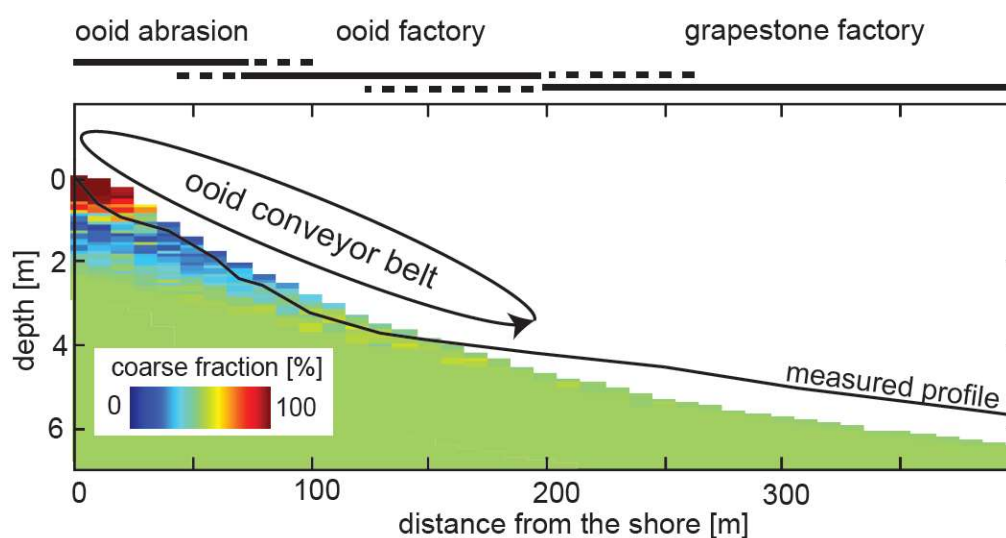 ooid abrasion
ooid factory
grapestone factory
ooid conveyor belt
measured profile
0
2
4
6
depth [m]
coarse fraction [%]
0
100
0
100
200
300
distance from the shore [m]